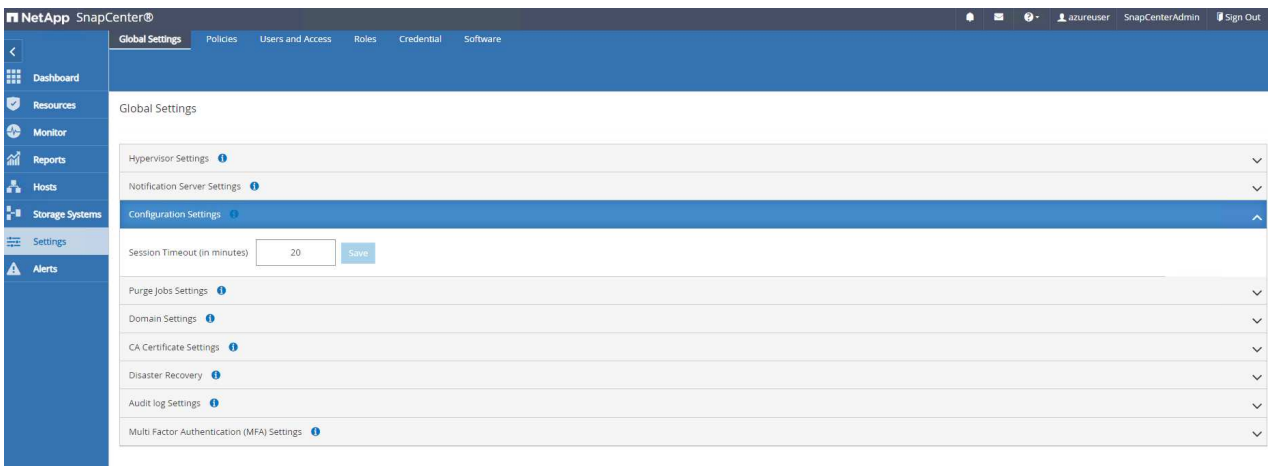 NetApp SnapCenter®
azureuser SnapCenterAdmin Sign Out
Global Settings Policies Users and Access Roles Credential Software
Dashboard
Resources
Monitor
Reports
Hosts
Storage Systems
Settings
Alerts
Global Settings
Hypervisor Settings
Notification Server Settings
Configuration Settings
Session Timeout (in minutes) 20 Save
Purge Jobs Settings
Domain Settings
CA Certificate Settings
Disaster Recovery
Audit log Settings
Multi Factor Authentication (MFA) Settings